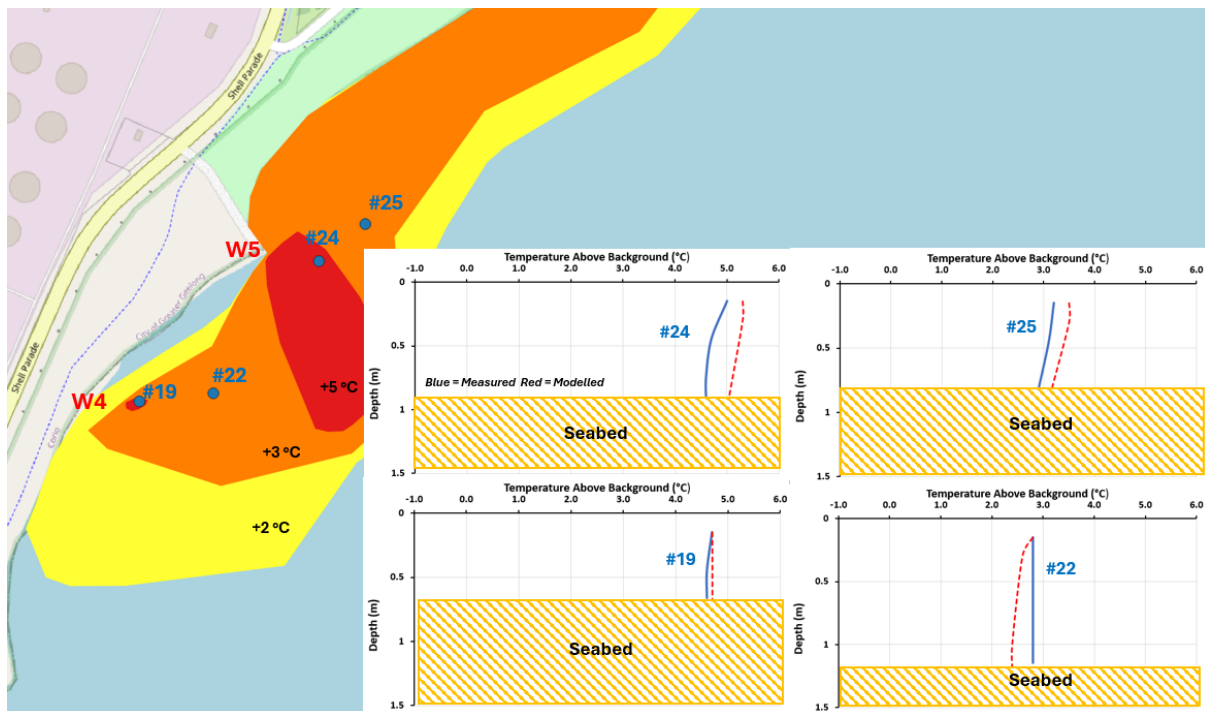 Shell Parade
#25
#24
W5
City of Greater Geelong
Shell Parade
#22
#19
W4
Corio
+5 ºC
+3 ºC
+2 ºC
Temperature Above Background (°C)
-1.0 0.0 1.0 2.0 3.0 4.0 5.0 6.0
0
#24
0.5
Blue = Measured Red = Modelled
Depth (m)
1
Seabed
1.5
Temperature Above Background (°C)
-1.0 0.0 1.0 2.0 3.0 4.0 5.0 6.0
0
#25
0.5
Depth (m)
1
Seabed
1.5
Temperature Above Background (°C)
-1.0 0.0 1.0 2.0 3.0 4.0 5.0 6.0
0
#19
0.5
Depth (m)
1
Seabed
1.5
Temperature Above Background (°C)
-1.0 0.0 1.0 2.0 3.0 4.0 5.0 6.0
0
#22
0.5
Depth (m)
1
Seabed
1.5